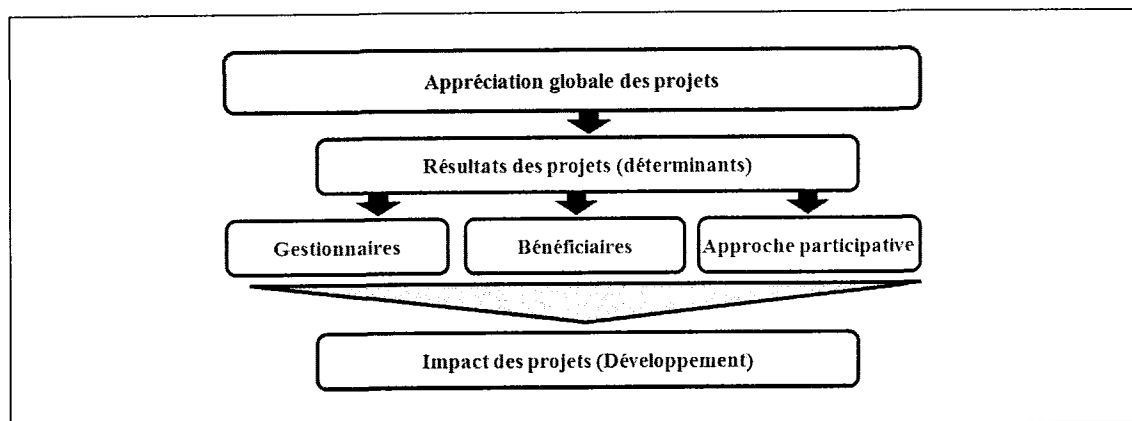 Appréciation globale des projets
Résultats des projets (déterminants)
Gestionnaires
Bénéficiaires
Approche participative
Impact des projets (Développement)